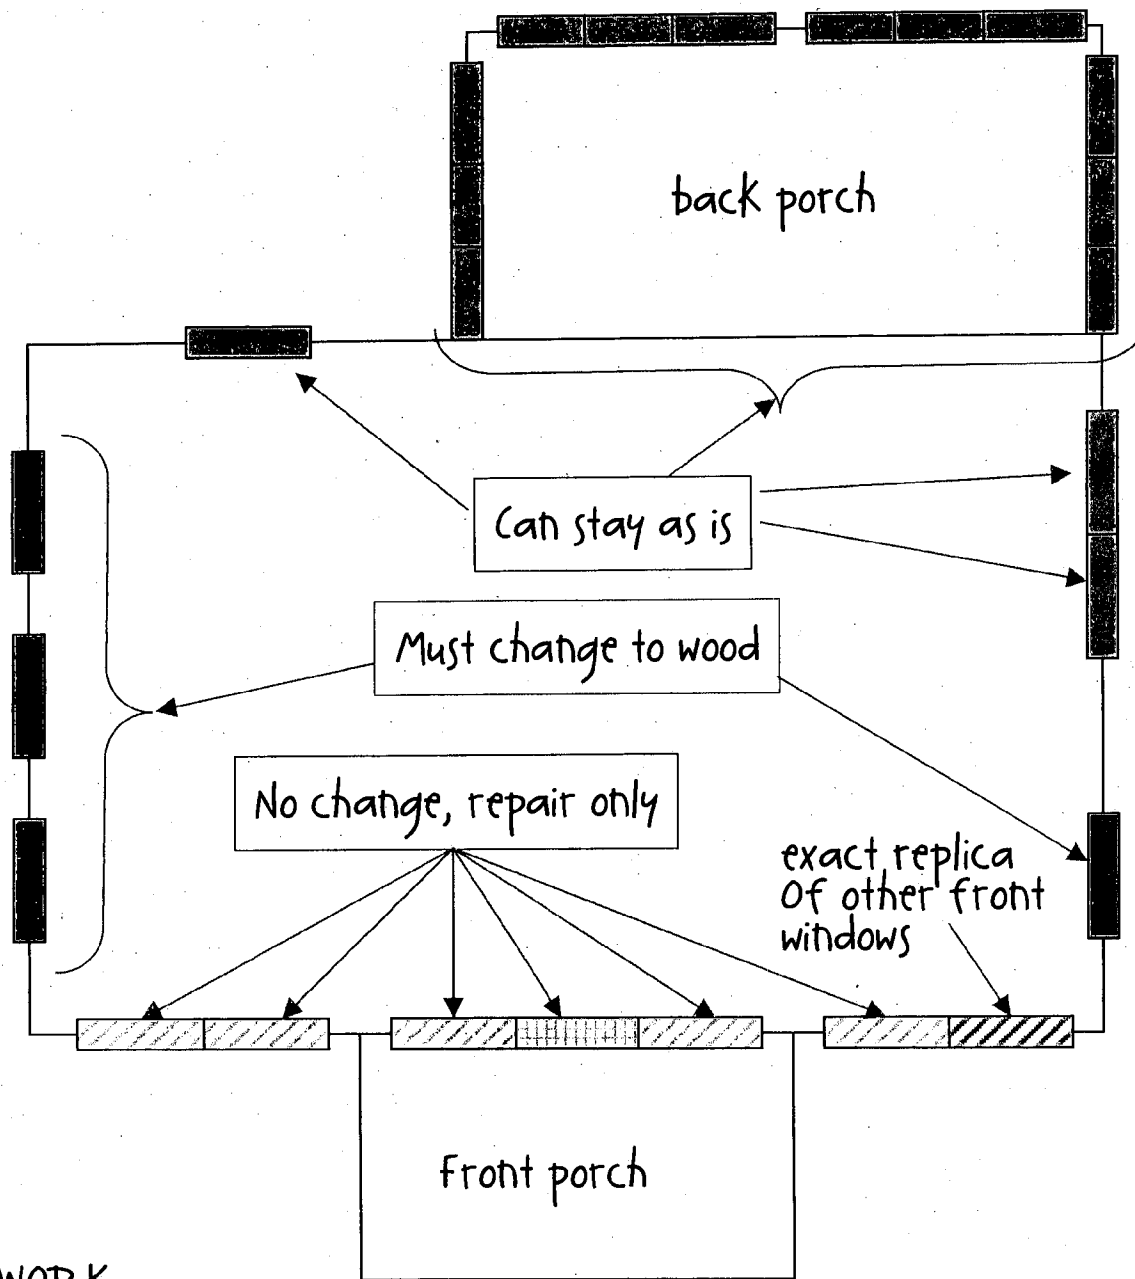 back porch
Can stay as is
Must change to wood
No change, repair only
exact replica
Of other front
windows
Front porch
WORK